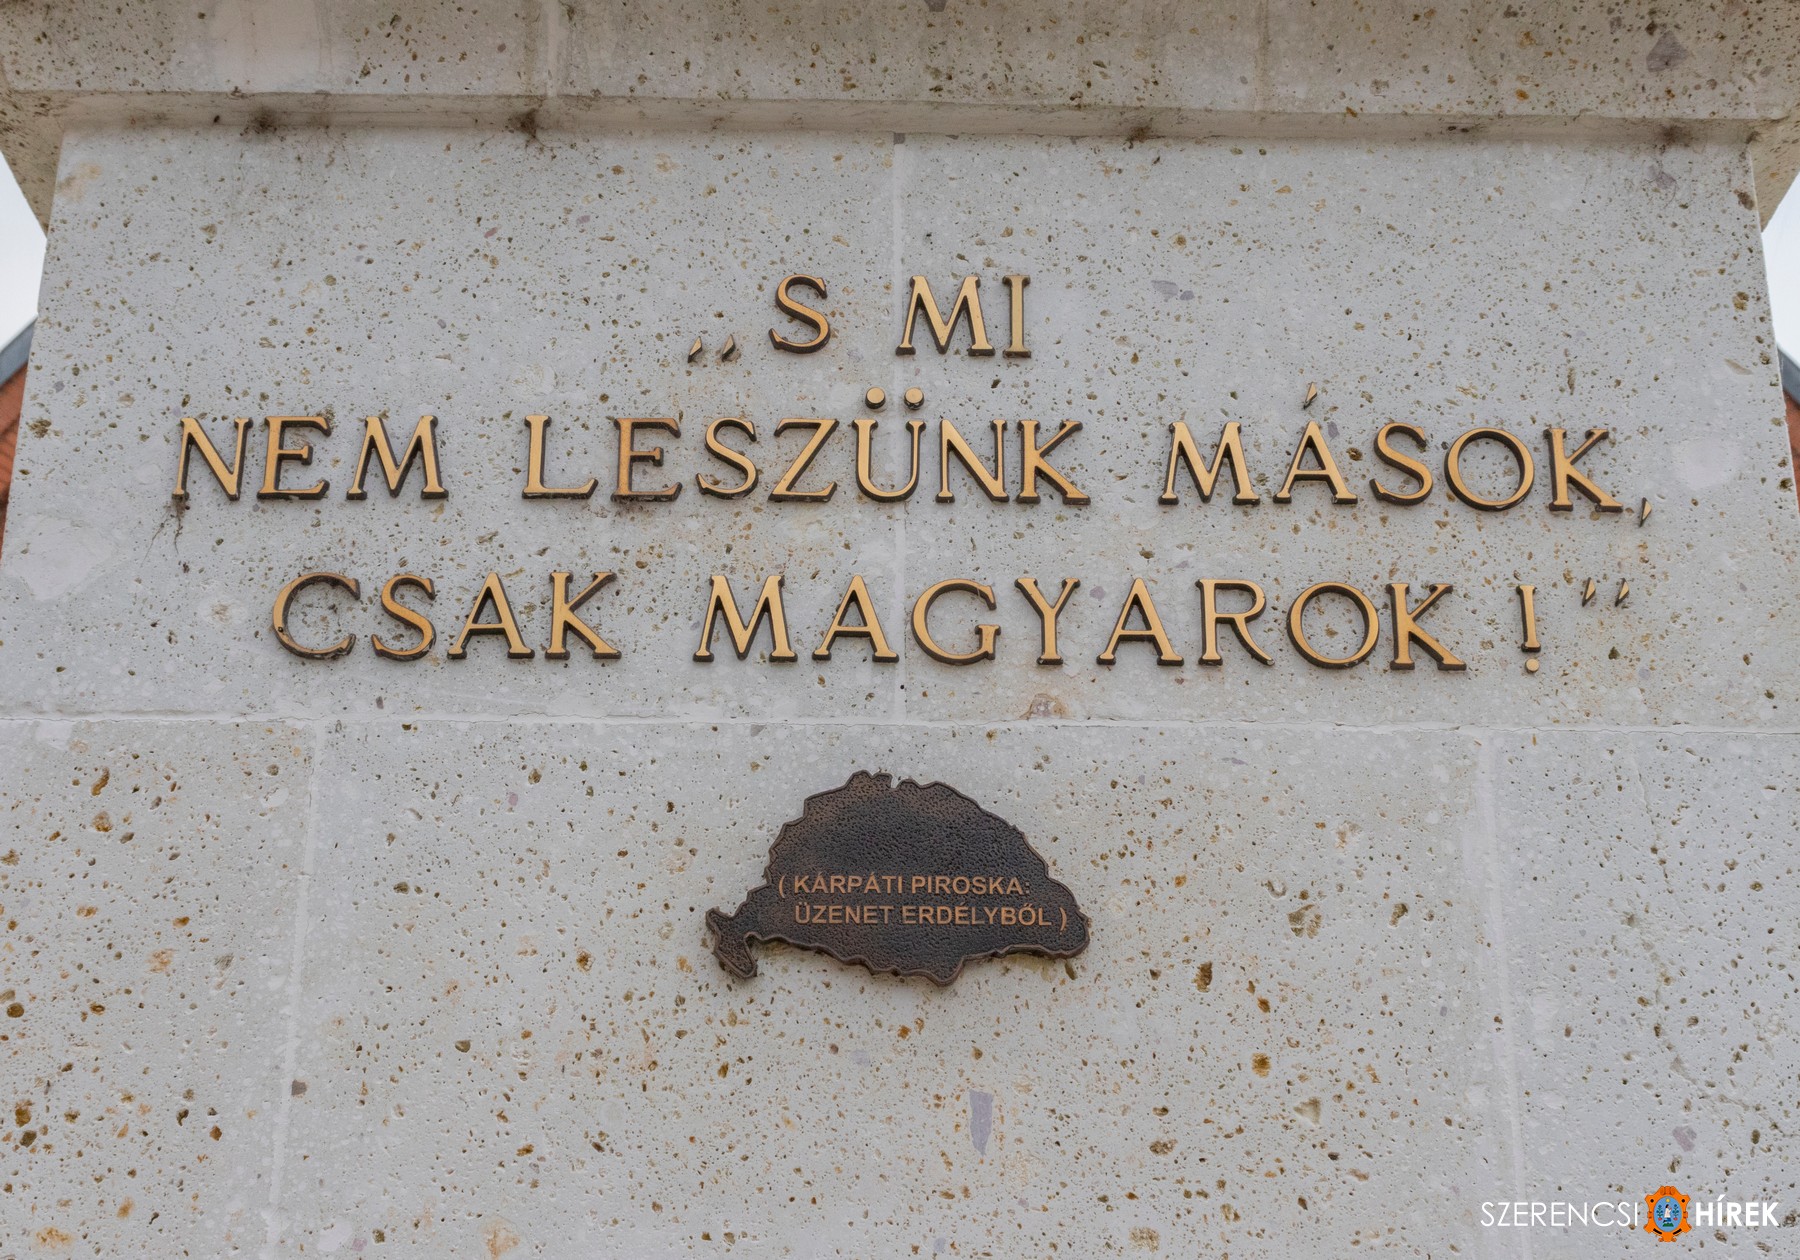 „S MI
NEM LESZÜNK MÁSOK,
CSAK MAGYAROK !”
( KÁRPÁTI PIROSKA:
ÜZENET ERDÉLYBŐL )
SZERENCSI HÍREK